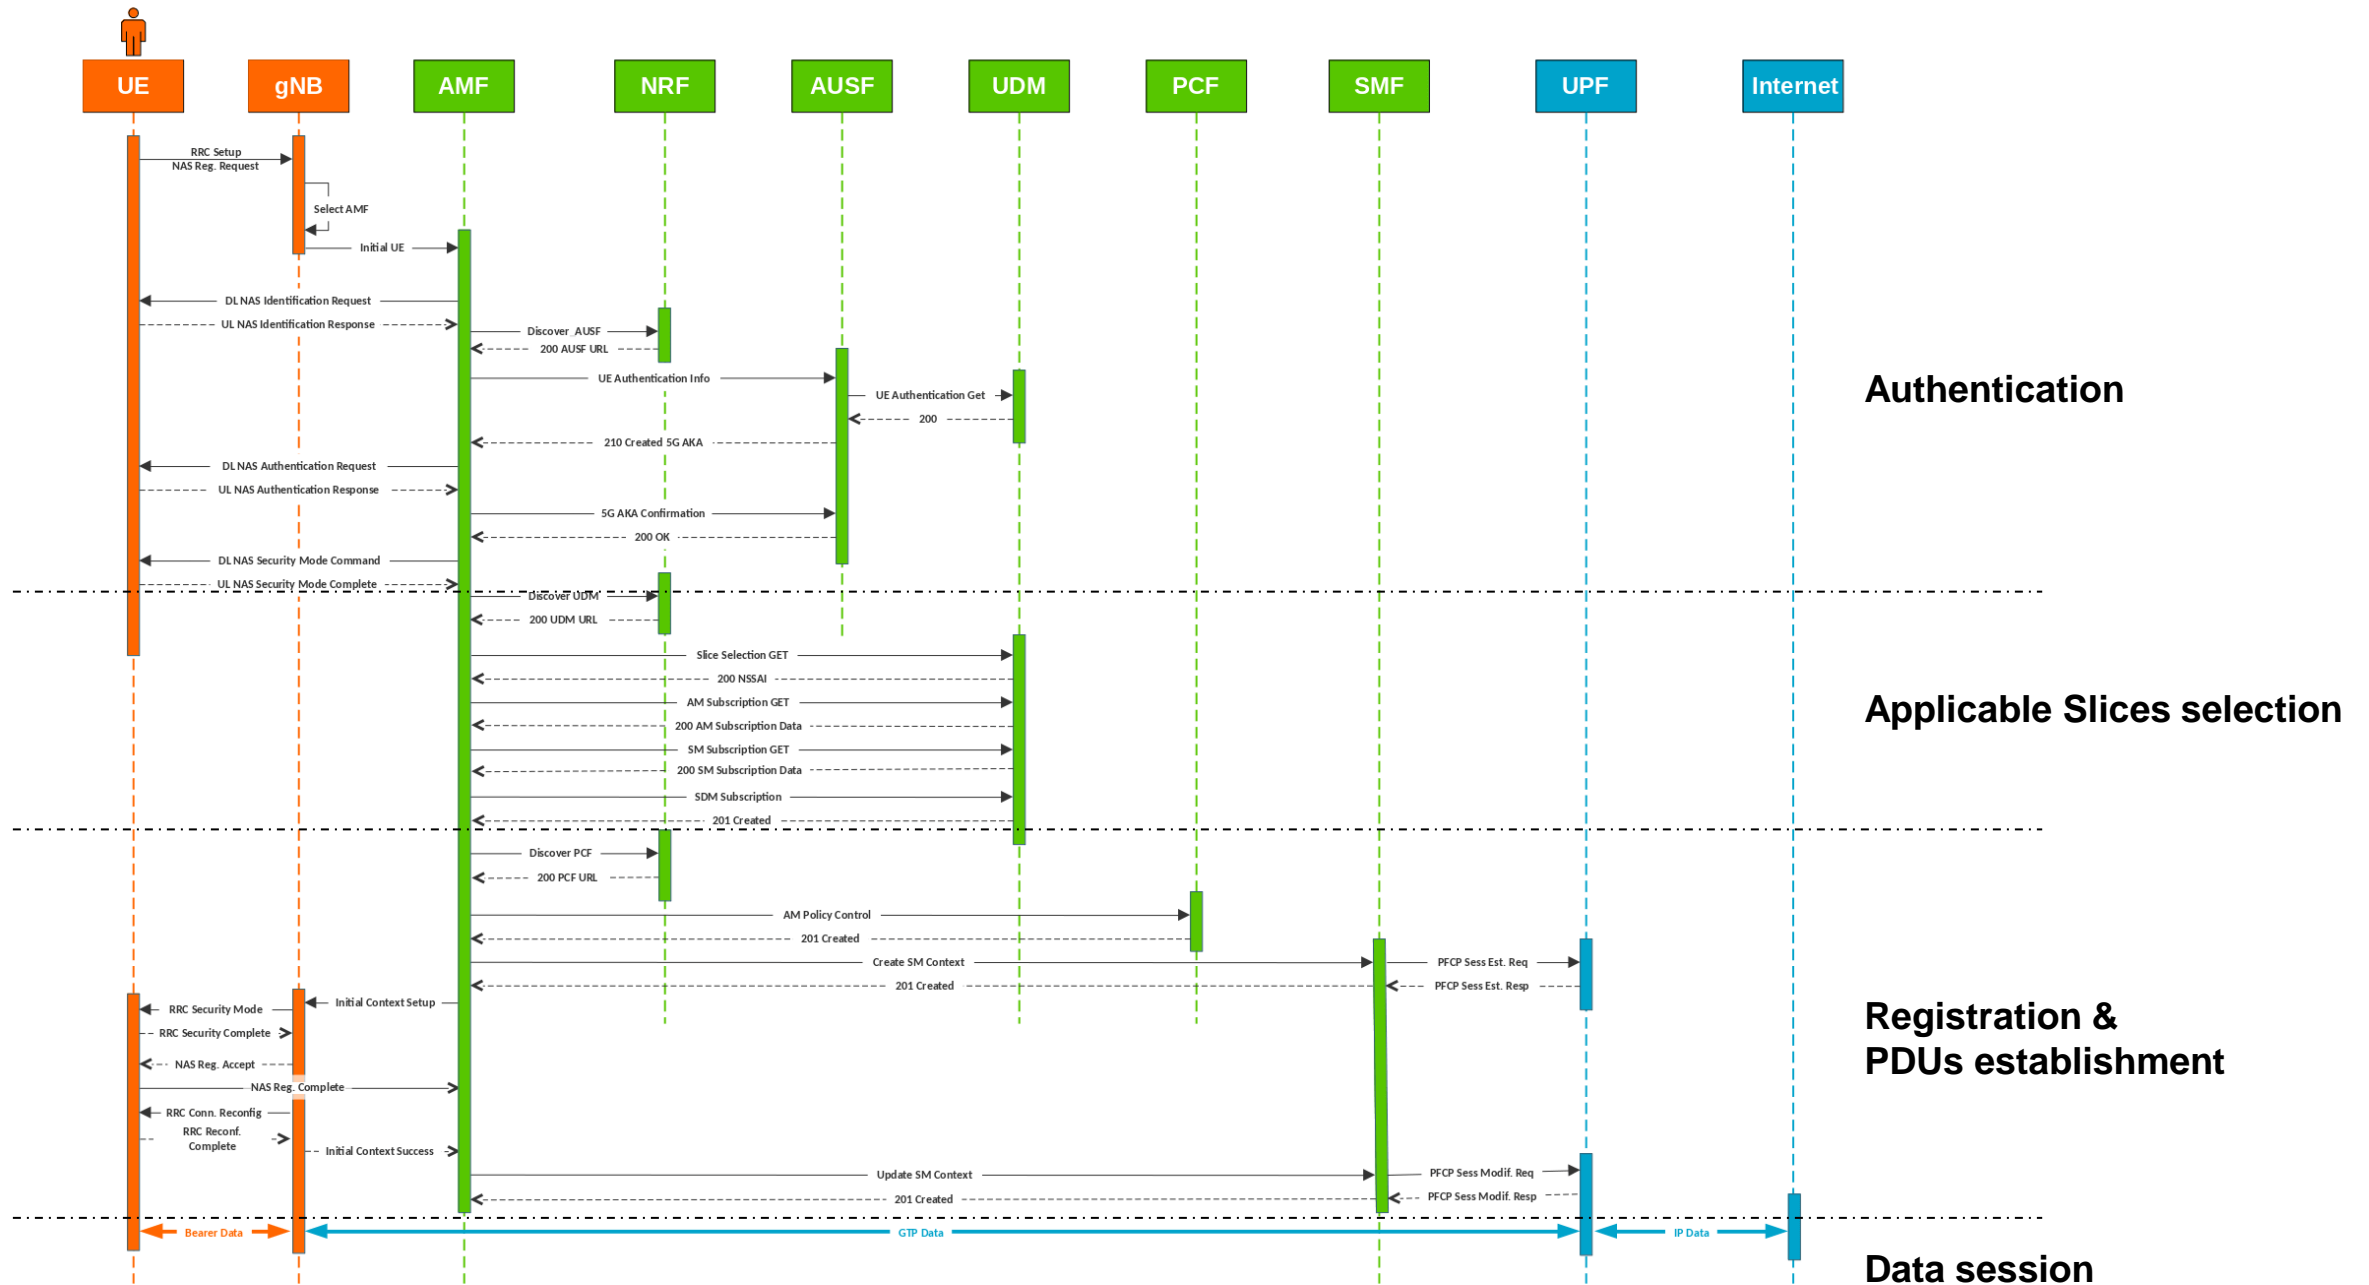 UE
gNB
AMF
NRF
AUSF
UDM
PCF
SMF
UPF
Internet
RRC Setup
NAS Reg. Request
Select AMF
Initial UE
DL NAS Identification Request
UL NAS Identification Response
Discover_AUSF
200 AUSF URL
UE Authentication Info
UE Authentication Get
200
210 Created 5G AKA
DL NAS Authentication Request
UL NAS Authentication Response
5G AKA Confirmation
200 OK
DL NAS Security Mode Command
UL NAS Security Mode Complete
Authentication
Discover UDM
200 UDM URL
Slice Selection GET
200 NSSAI
AM Subscription GET
200 AM Subscription Data
SM Subscription GET
200 SM Subscription Data
SDM Subscription
201 Created
Applicable Slices selection
Discover PCF
200 PCF URL
AM Policy Control
201 Created
Create SM Context
PFCP Sess Est. Req
201 Created
PFCP Sess Est. Resp
Initial Context Setup
RRC Security Mode
RRC Security Complete
NAS Reg. Accept
NAS Reg. Complete
RRC Conn. Reconfig
RRC Reconf.
Complete
Initial Context Success
Update SM Context
PFCP Sess Modif. Req
201 Created
PFCP Sess Modif. Resp
Registration &
PDUs establishment
Bearer Data
GTP Data
IP Data
Data session